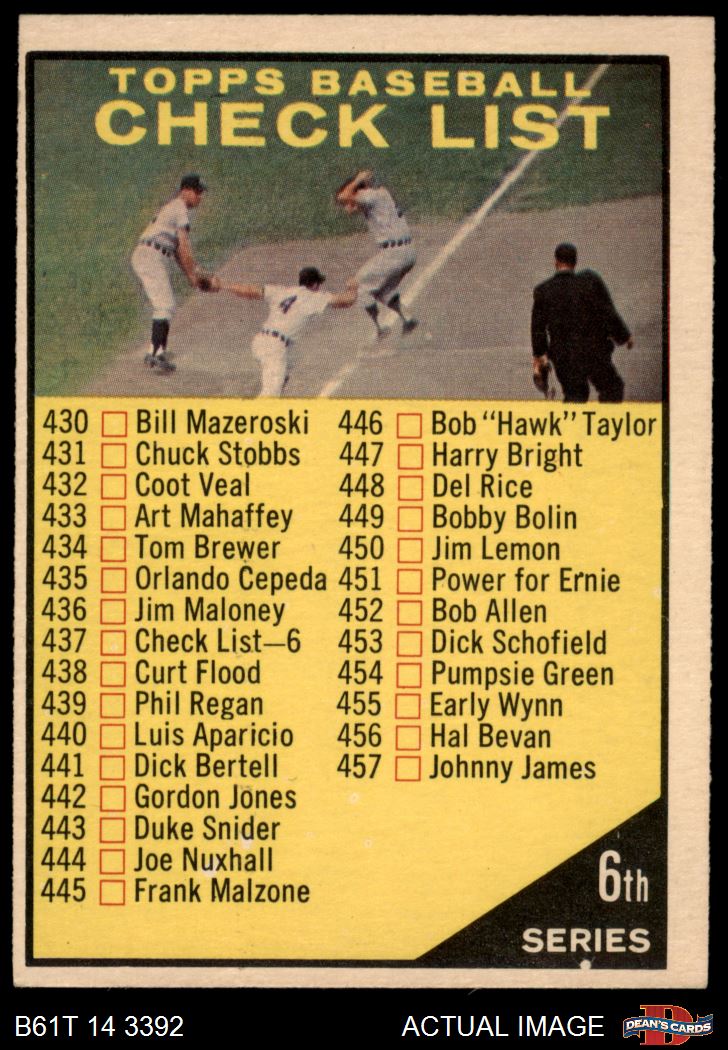 TOPPS BASEBALL
CHECK LIST
4
430 Bill Mazeroski
431 Chuck Stobbs
432 Coot Veal
433 Art Mahaffey
434 Tom Brewer
435 Orlando Cepeda
436 Jim Maloney
437 Check List—6
438 Curt Flood
439 Phil Regan
440 Luis Aparicio
441 Dick Bertell
442 Gordon Jones
443 Duke Snider
444 Joe Nuxhall
445 Frank Malzone
446 Bob "Hawk" Taylor
447 Harry Bright
448 Del Rice
449 Bobby Bolin
450 Jim Lemon
451 Power for Ernie
452 Bob Allen
453 Dick Schofield
454 Pumpsie Green
455 Early Wynn
456 Hal Bevan
457 Johnny James
6th
SERIES
B61T 14 3392
ACTUAL IMAGE
D
DEAN'S CARDS